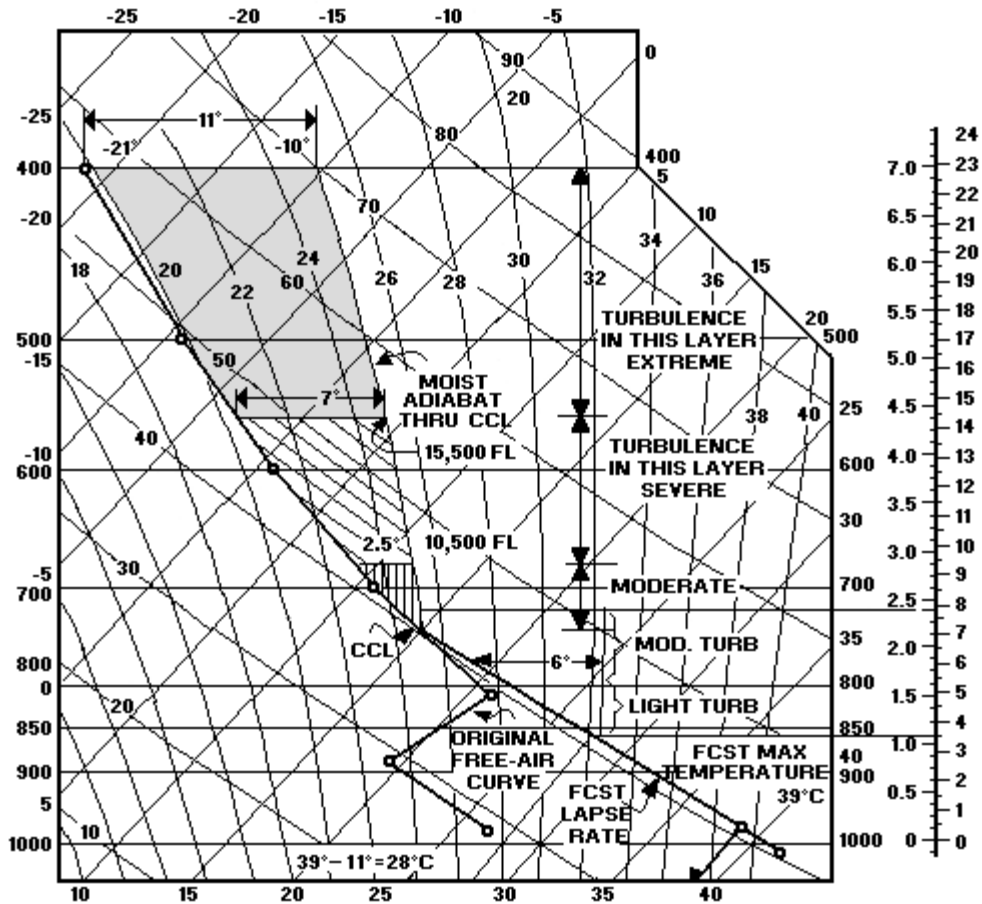 -25 -20 -15 -10 -5
0
90
20
-25
11°
80
24
-21° -10°
400 400 7.0 23
5
22
-20 70 10 6.5
21
34
18 20 24 26 28 30 32 36 15 6.0 20
60 19
22 5.5 18
TURBULENCE
IN THIS LAYER
EXTREME
20
500 500 17
-15 50 5.0 16
MOIST
ADIABAT
THRU CCL
7° 15
38 40 25 4.5
14
40
15,500 FL
TURBULENCE
IN THIS LAYER
SEVERE
-10 4.0 13
600 600
12
3.5
30 11
2.5° 10,500 FL
10
30 3.0
-5 9
700 MODERATE 700
2.5 8
35 7
CCL MOD. TURB 2.0
6° 6
800 800
0 LIGHT TURB 1.5 5
20
4
850 850
ORIGINAL
FREE-AIR
CURVE
FCST MAX
TEMPERATURE
39°C
40 1.0 3
900 900
2
FCST
LAPSE
RATE
5 0.5
1
10
1000 1000 0 0
39°–11°=28°C
10 15 20 25 30 35 40